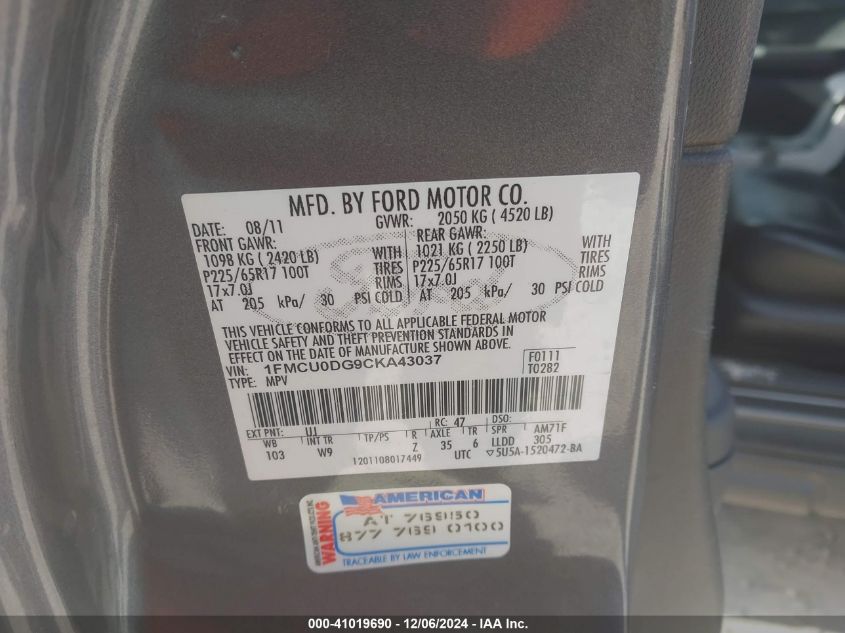 MFD. BY FORD MOTOR CO.
DATE: 08/11 GVWR: 2050 KG ( 4520 LB)
FRONT GAWR: REAR GAWR:
1098 KG ( 2420 LB) WITH 1021 KG ( 2250 LB) WITH
P225/65R17 100T TIRES P225/65R17 100T TIRES
17x7.0J RIMS 17x7.0J RIMS
AT 205 kPa/ 30 PSI COLD AT 205 kPa/ 30 PSI COLD
THIS VEHICLE CONFORMS TO ALL APPLICABLE FEDERAL MOTOR
VEHICLE SAFETY AND THEFT PREVENTION STANDARDS IN
EFFECT ON THE DATE OF MANUFACTURE SHOWN ABOVE.
VIN: 1FMCU0DG9CKA43037 F0111
TYPE: MPV T0282
EXT PNT: UJ RC: 47 DSO:
WB INT TR TP/PS R AXLE TR SPR AM71F
103 W9 Z 35 6 LLDD 305
1201108017449 UTC ▽5U5A-1520472-BA
WARNING
AMERICAN
AT 769850
877 769 0100
TRACEABLE BY LAW ENFORCEMENT
000-41019690 - 12/06/2024 - IAA Inc.